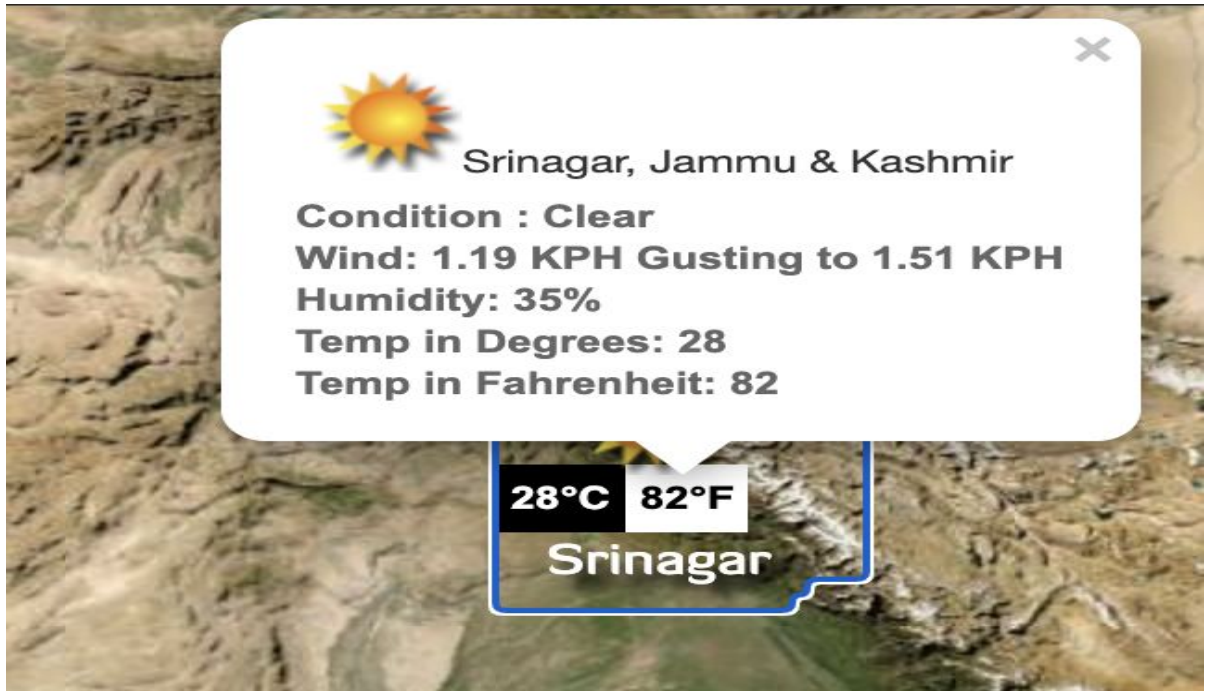 Srinagar, Jammu & Kashmir
Condition : Clear
Wind: 1.19 KPH Gusting to 1.51 KPH
Humidity: 35%
Temp in Degrees: 28
Temp in Fahrenheit: 82
28°C 82°F
Srinagar